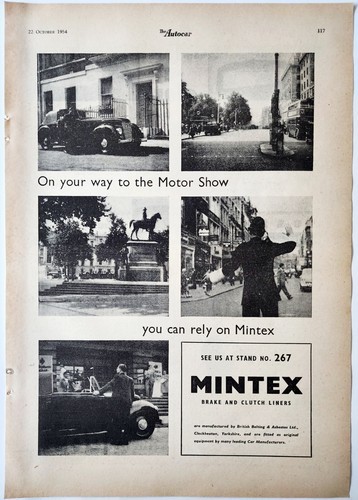 22 OCTOBER 1954
The Autocar
337
On your way to the Motor Show
you can rely on Mintex
SEE US AT STAND NO. 267
MINTEX
BRAKE AND CLUTCH LINERS
are manufactured by British Belting & Asbestos Ltd.,
Cleckheaton, Yorkshire, and are fitted as original
equipment by many leading Car Manufacturers.